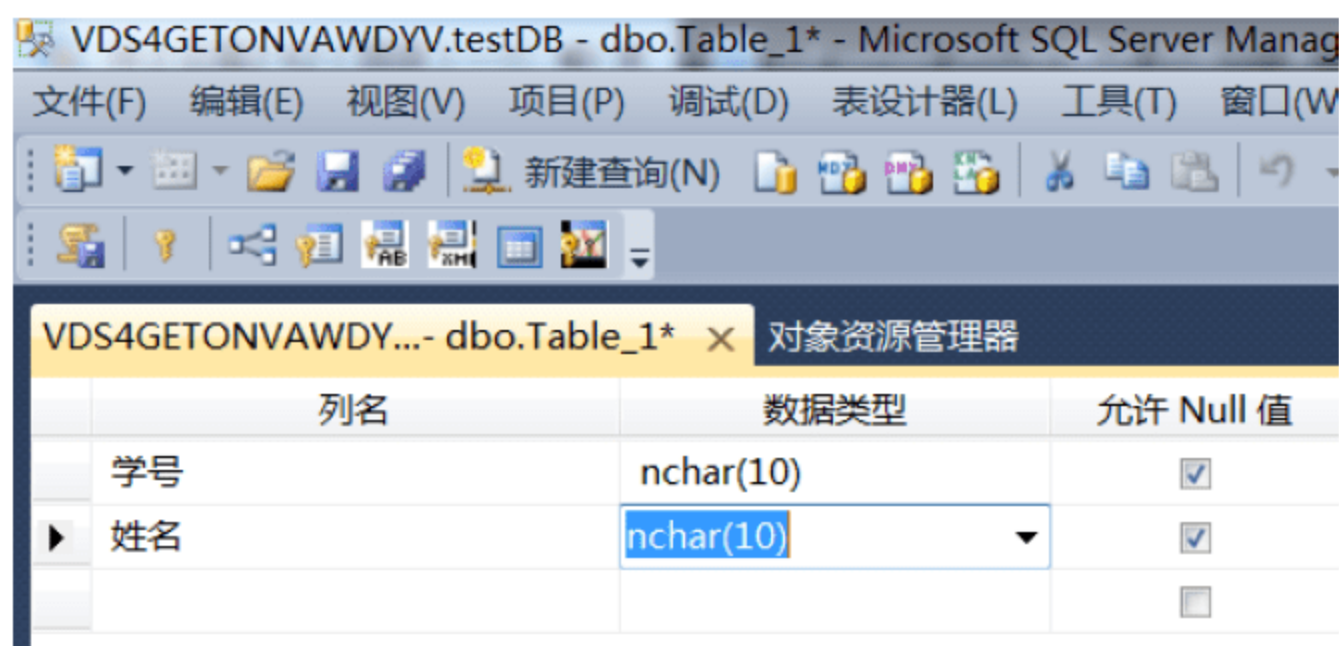 VDS4GETONVAWDYV.testDB - dbo.Table_1* - Microsoft SQL Server Manag
文件(F) 编辑(E) 视图(V) 项目(P) 调试(D) 表设计器(L) 工具(T) 窗口(W
新建查询(N)
VDS4GETONVAWDY...- dbo.Table_1* 对象资源管理器
列名 数据类型 允许 Null 值
学号 nchar(10)
姓名 nchar(10)